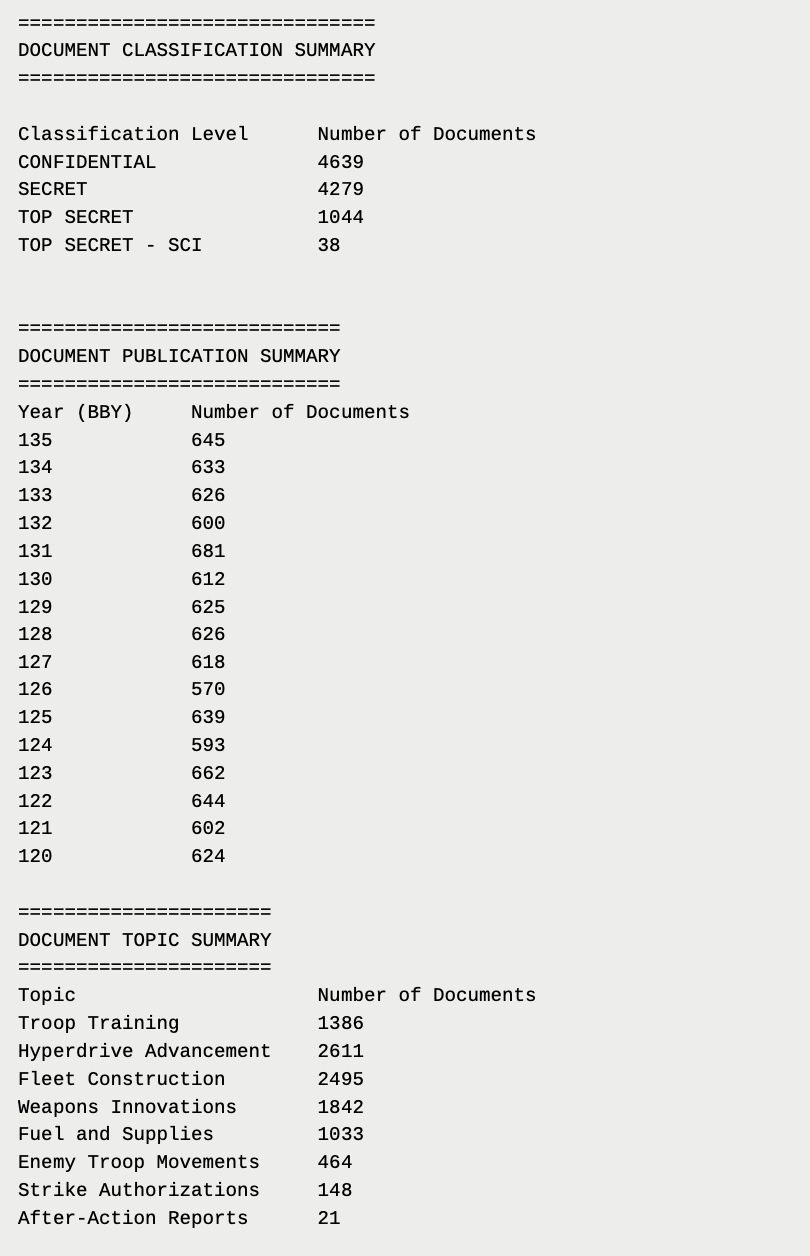 ===============================
DOCUMENT CLASSIFICATION SUMMARY
===============================
Classification Level      Number of Documents
CONFIDENTIAL              4639
SECRET                    4279
TOP SECRET                1044
TOP SECRET - SCI          38
============================
DOCUMENT PUBLICATION SUMMARY
============================
Year (BBY)     Number of Documents
135            645
134            633
133            626
132            600
131            681
130            612
129            625
128            626
127            618
126            570
125            639
124            593
123            662
122            644
121            602
120            624
======================
DOCUMENT TOPIC SUMMARY
======================
Topic                     Number of Documents
Troop Training            1386
Hyperdrive Advancement    2611
Fleet Construction        2495
Weapons Innovations       1842
Fuel and Supplies         1033
Enemy Troop Movements     464
Strike Authorizations     148
After-Action Reports      21